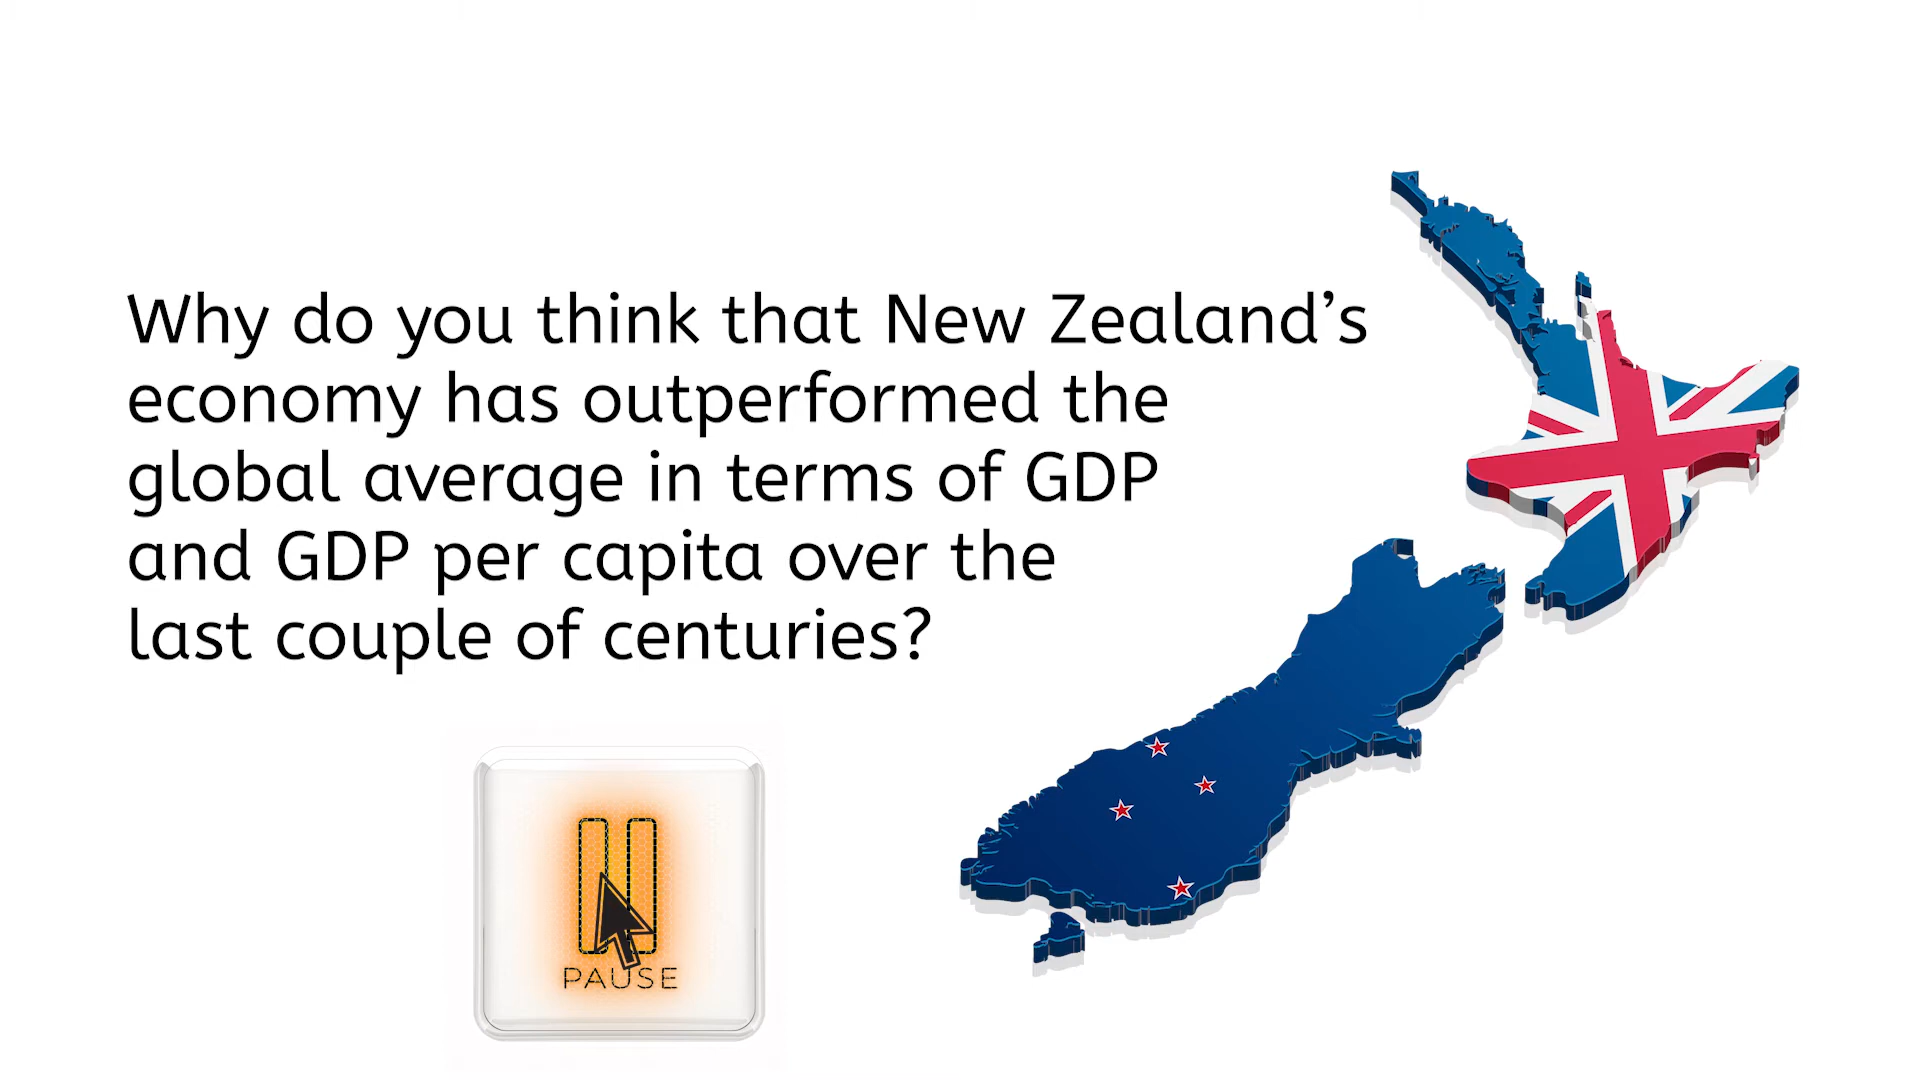 Why do you think that New Zealand’s
economy has outperformed the
global average in terms of GDP
and GDP per capita over the
last couple of centuries?
PAUSE